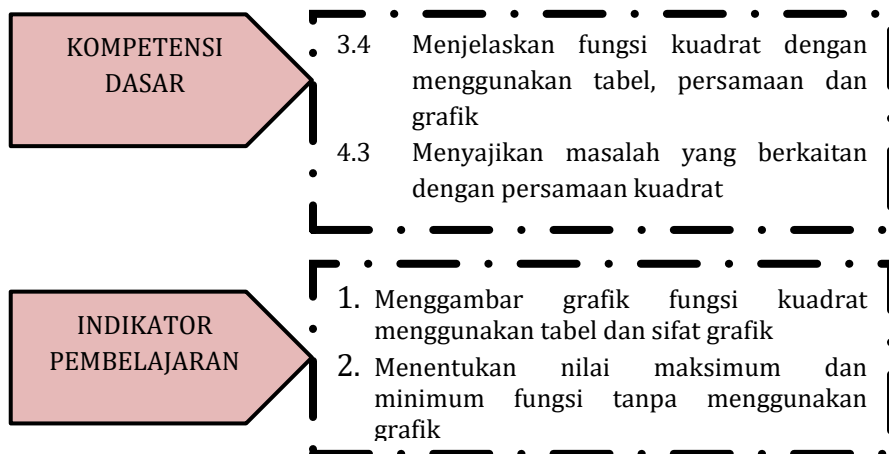 KOMPETENSI
DASAR
3.4 Menjelaskan fungsi kuadrat dengan
menggunakan tabel, persamaan dan
grafik
4.3 Menyajikan masalah yang berkaitan
dengan persamaan kuadrat
INDIKATOR
PEMBELAJARAN
1. Menggambar grafik fungsi kuadrat
menggunakan tabel dan sifat grafik
2. Menentukan nilai maksimum dan
minimum fungsi tanpa menggunakan
grafik